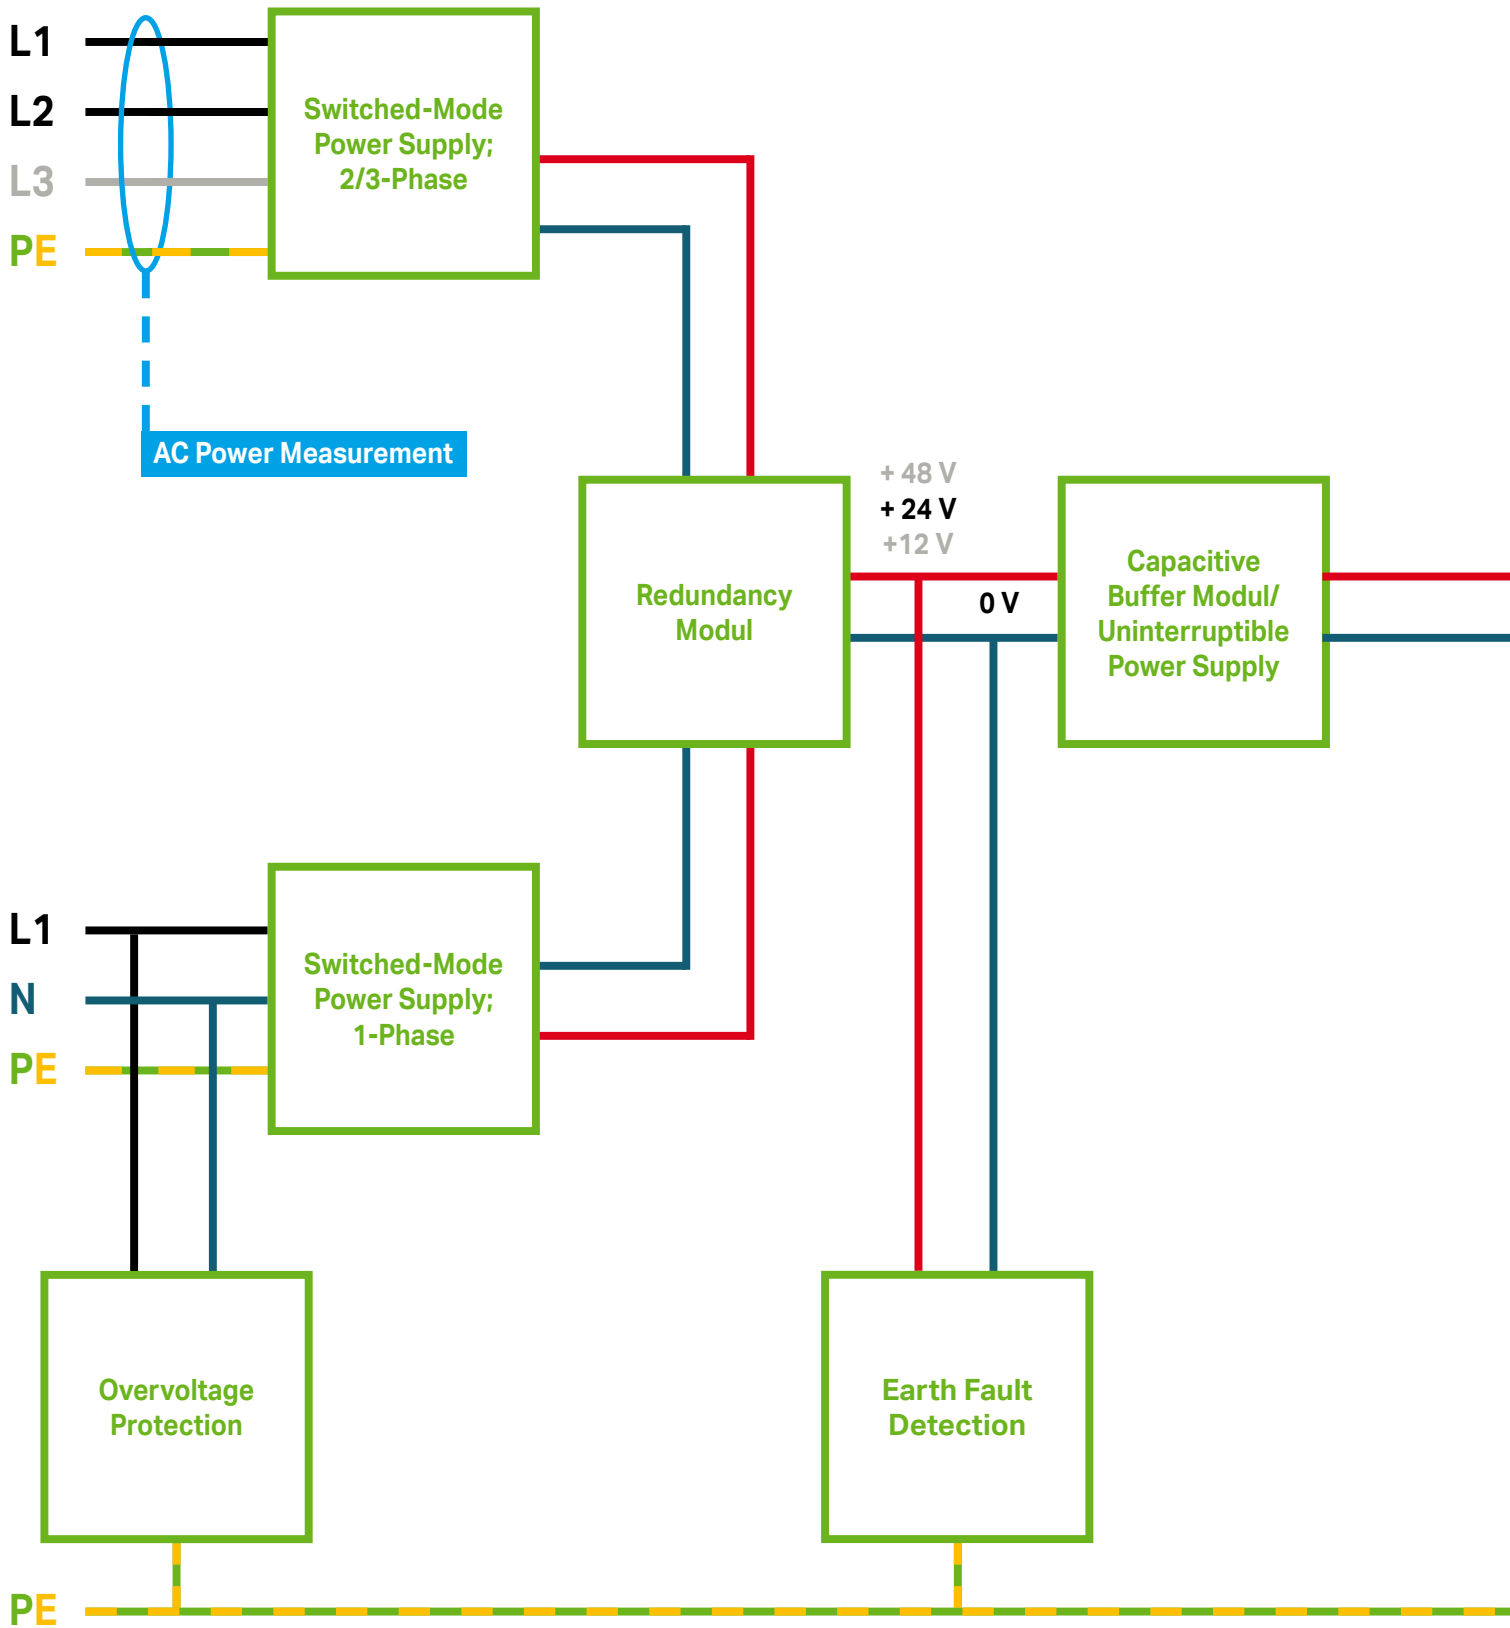 L1
L2
L3
PE
Switched-Mode
Power Supply;
2/3-Phase
AC Power Measurement
Redundancy
Modul
+ 48 V
+ 24 V
+12 V
0 V
Capacitive
Buffer Modul/
Uninterruptible
Power Supply
L1
N
PE
Switched-Mode
Power Supply;
1-Phase
Overvoltage
Protection
Earth Fault
Detection
PE